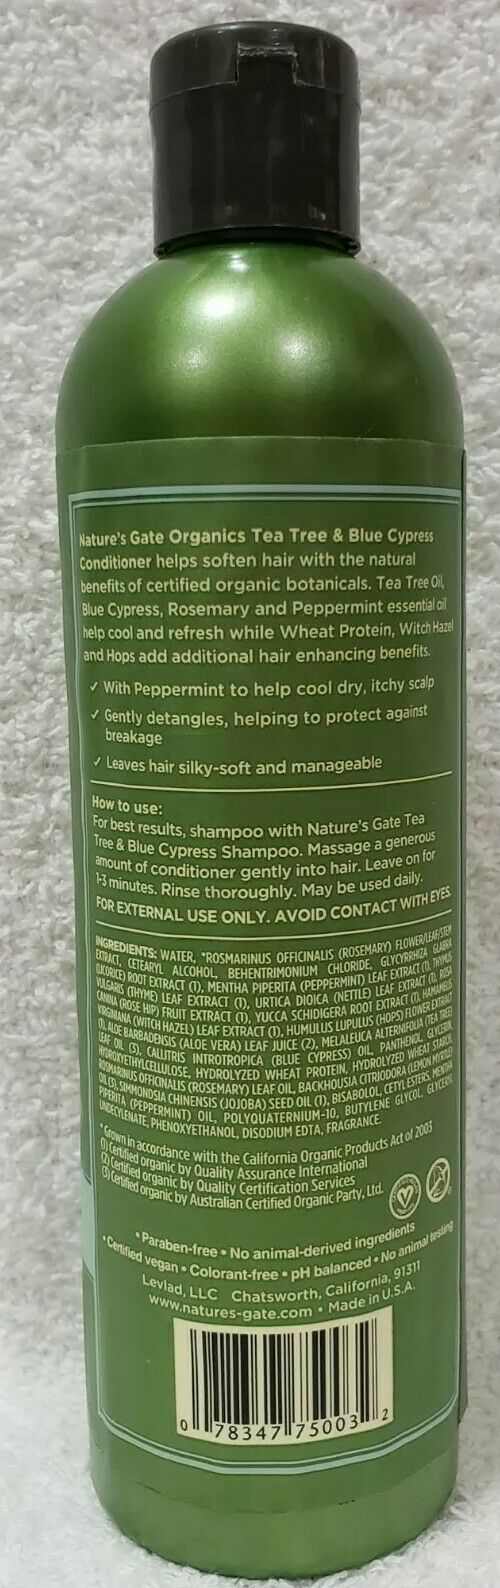 Nature's Gate Organics Tea Tree & Blue Cypress
Conditioner helps soften hair with the natural
benefits of certified organic botanicals. Tea Tree Oil,
Blue Cypress, Rosemary and Peppermint essential oil
help cool and refresh while Wheat Protein, Witch Hazel
and Hops add additional hair enhancing benefits.
✓ With Peppermint to help cool dry, itchy scalp
✓ Gently detangles, helping to protect against
breakage
✓ Leaves hair silky-soft and manageable
How to use:
For best results, shampoo with Nature's Gate Tea
Tree & Blue Cypress Shampoo. Massage a generous
amount of conditioner gently into hair. Leave on for
1-3 minutes. Rinse thoroughly. May be used daily.
FOR EXTERNAL USE ONLY. AVOID CONTACT WITH EYES.
INGREDIENTS: WATER, *ROSMARINUS OFFICINALIS (ROSEMARY) FLOWER/LEAF/STEM
EXTRACT, CETEARYL ALCOHOL, BEHENTRIMONIUM CHLORIDE, GLYCYRRHIZA GLABRA
(LICORICE) ROOT EXTRACT (1), MENTHA PIPERITA (PEPPERMINT) LEAF EXTRACT (1), THYMUS
VULGARIS (THYME) LEAF EXTRACT (1), URTICA DIOICA (NETTLE) LEAF EXTRACT (1), ROSA
CANINA (ROSE HIP) FRUIT EXTRACT (1), YUCCA SCHIDIGERA ROOT EXTRACT (1), HAMAMELIS
VIRGINIANA (WITCH HAZEL) LEAF EXTRACT (1), HUMULUS LUPULUS (HOPS) FLOWER EXTRACT
(1), ALOE BARBADENSIS (ALOE VERA) LEAF JUICE (2), MELALEUCA ALTERNIFOLIA (TEA TREE)
LEAF OIL (3), CALLITRIS INTROTROPICA (BLUE CYPRESS) OIL, PANTHENOL, GLYCERIN,
HYDROXYETHYLCELLULOSE, HYDROLYZED WHEAT PROTEIN, HYDROLYZED WHEAT STARCH,
ROSMARINUS OFFICINALIS (ROSEMARY) LEAF OIL, BACKHOUSIA CITRIODORA (LEMON MYRTLE)
OIL (3), SIMMONDSIA CHINENSIS (JOJOBA) SEED OIL (1), BISABOLOL, CETYL ESTERS, MENTHA
PIPERITA (PEPPERMINT) OIL, POLYQUATERNIUM-10, BUTYLENE GLYCOL, GLYCERYL
UNDECYLENATE, PHENOXYETHANOL, DISODIUM EDTA, FRAGRANCE.
*Grown in accordance with the California Organic Products Act of 2003
(1) Certified organic by Quality Assurance International
(2) Certified organic by Quality Certification Services
(3) Certified organic by Australian Certified Organic Party, Ltd.
• Paraben-free • No animal-derived ingredients
• Certified vegan • Colorant-free • pH balanced • No animal testing
Levlad, LLC Chatsworth, California, 91311
www.natures-gate.com • Made in U.S.A.
0 78347 75003 2